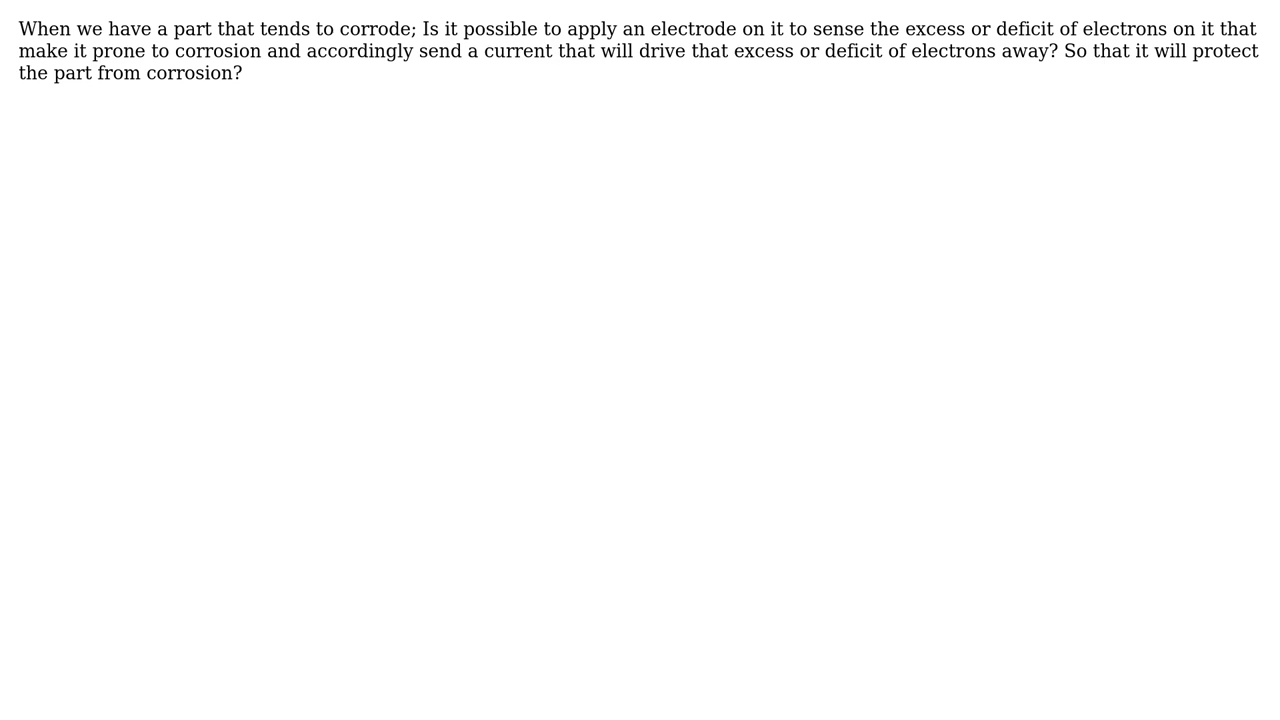 When we have a part that tends to corrode; Is it possible to apply an electrode on it to sense the excess or deficit of electrons on it that
make it prone to corrosion and accordingly send a current that will drive that excess or deficit of electrons away? So that it will protect
the part from corrosion?